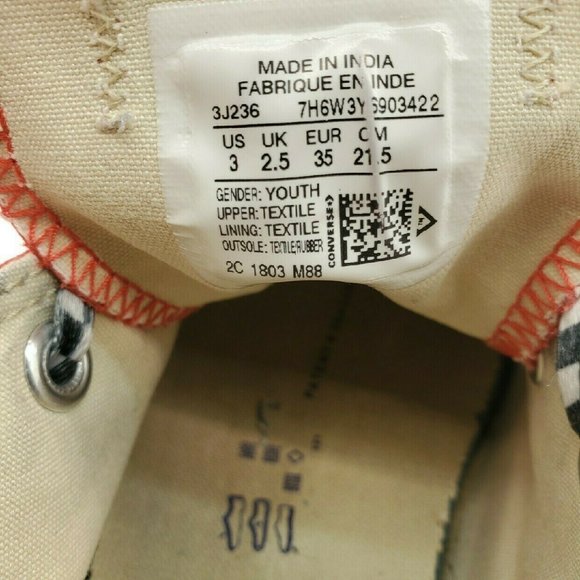 MADE IN INDIA
FABRIQUE EN INDE
3J236 7H6W3Y6903422
US UK EUR CM
3 2.5 35 21.5
GENDER: YOUTH
UPPER: TEXTILE
LINING: TEXTILE
OUTSOLE: TEXTILE/RUBBER
2C 1803 M88
CONVERSE